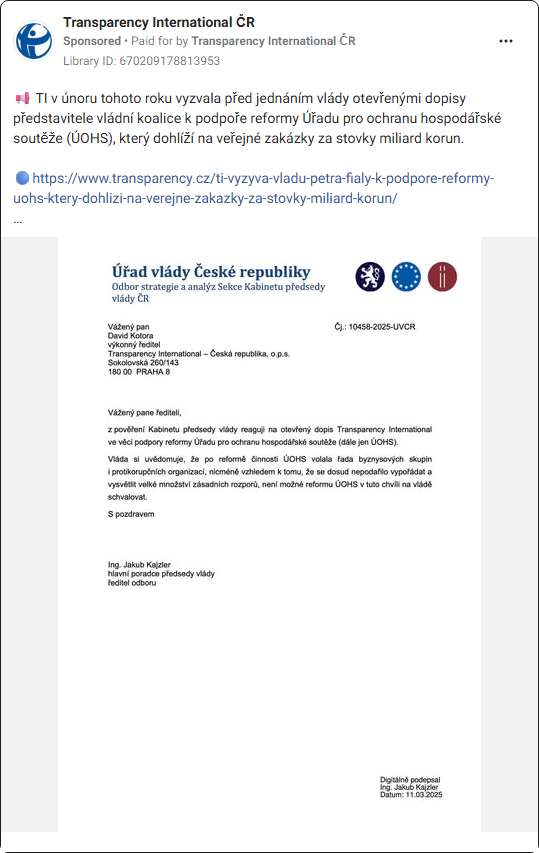 Transparency International ČR
Sponsored • Paid for by Transparency International ČR
Library ID: 670209178813953
TI v únoru tohoto roku vyzvala před jednáním vlády otevřenými dopisy
představitele vládní koalice k podpoře reformy Úřadu pro ochranu hospodářské
soutěže (ÚOHS), který dohlíží na veřejné zakázky za stovky miliard korun.
https://www.transparency.cz/ti-vyzyva-vladu-petra-fialy-k-podpore-reformy-
uohs-ktery-dohlizi-na-verejne-zakazky-za-stovky-miliard-korun/
...
Úřad vlády České republiky
Odbor strategie a analýz Sekce Kabinetu předsedy
vlády ČR
Vážený pan
David Kotora
výkonný ředitel
Transparency International – Česká republika, o.p.s.
Sokolovská 260/143
180 00 PRAHA 8
Čj.: 10458-2025-UVCR
Vážený pane řediteli,
z pověření Kabinetu předsedy vlády reaguji na otevřený dopis Transparency International
ve věci podpory reformy Úřadu pro ochranu hospodářské soutěže (dále jen ÚOHS).
Vláda si uvědomuje, že po reformě činnosti ÚOHS volala řada byznysových skupin
i protikorupčních organizací, nicméně vzhledem k tomu, že se dosud nepodařilo vypořádat a
vysvětlit velké množství zásadních rozporů, není možné reformu ÚOHS v tuto chvíli na vládě
schvalovat.
S pozdravem
Ing. Jakub Kajzler
hlavní poradce předsedy vlády
ředitel odboru
Digitálně podepsal
Ing. Jakub Kajzler
Datum: 11.03.2025